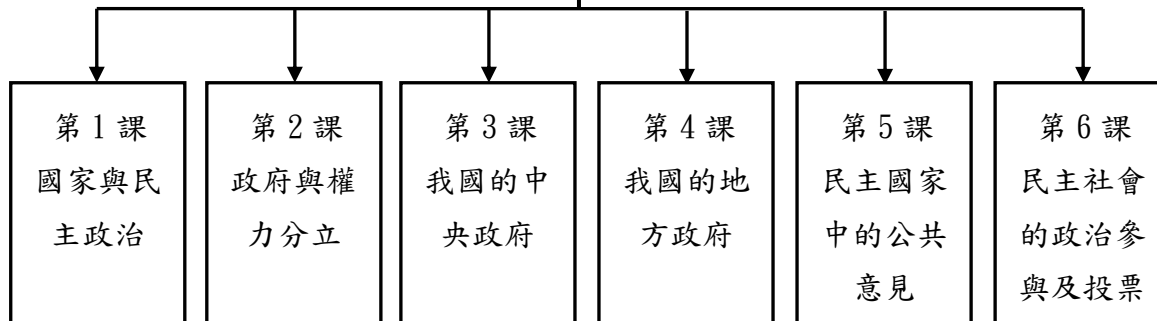 第1課
國家與民
主政治
第2課
政府與權
力分立
第3課
我國的中
央政府
第4課
我國的地
方政府
第5課
民主國家
中的公共
意見
第6課
民主社會
的政治參
與及投票